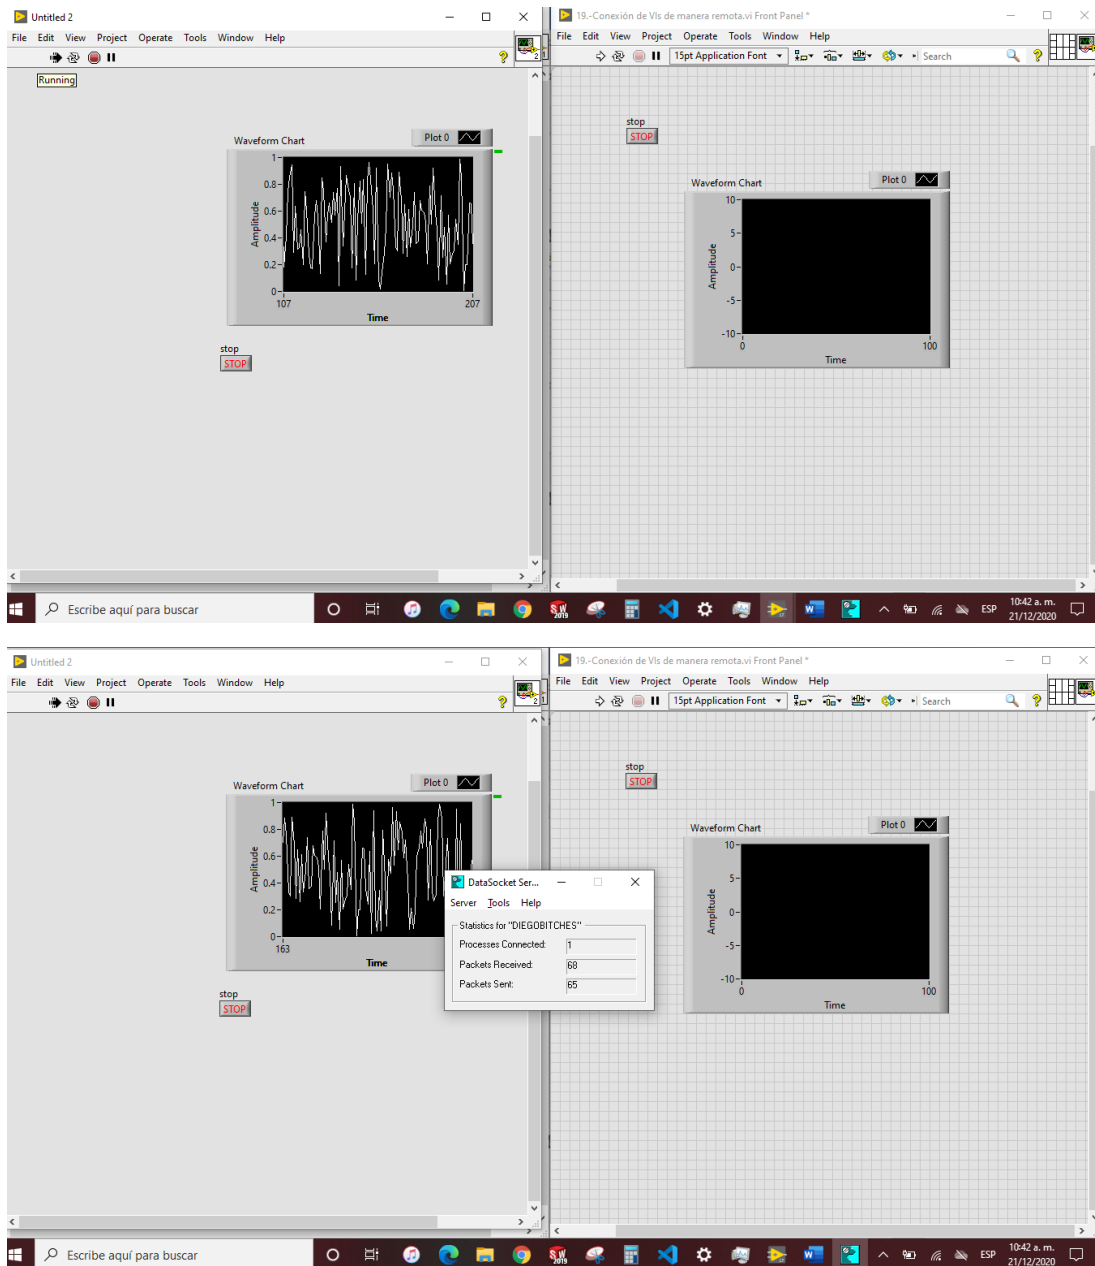 Untitled 2
File Edit View Project Operate Tools Window Help
2
Running
Waveform Chart
Plot 0
1
0.8
0.6
0.4
0.2
0
Amplitude
107 207
Time
stop
STOP
19.-Conexión de VIs de manera remota.vi Front Panel *
File Edit View Project Operate Tools Window Help
15pt Application Font
Search
1
stop
STOP
Waveform Chart
Plot 0
10
5
0
-5
-10
Amplitude
0 100
Time
Escribe aquí para buscar
SW 2019
ESP
10:42 a. m.
21/12/2020
Untitled 2
File Edit View Project Operate Tools Window Help
2
Waveform Chart
Plot 0
1
0.8
0.6
0.4
0.2
0
Amplitude
163
Time
stop
STOP
DataSocket Ser...
Server Tools Help
Statistics for "DIEGOBITCHES"
Processes Connected: 1
Packets Received: 68
Packets Sent: 65
19.-Conexión de VIs de manera remota.vi Front Panel *
File Edit View Project Operate Tools Window Help
15pt Application Font
Search
1
stop
STOP
Waveform Chart
Plot 0
10
5
0
-5
-10
Amplitude
0 100
Time
Escribe aquí para buscar
SW 2019
ESP
10:42 a. m.
21/12/2020